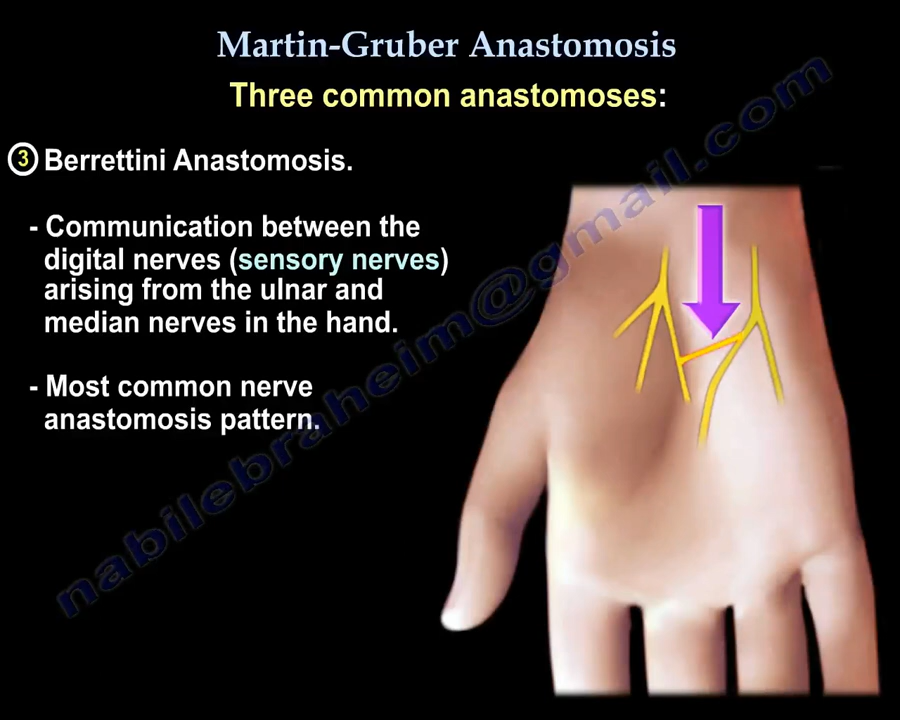 Martin-Gruber Anastomosis
Three common anastomoses:
3 Berrettini Anastomosis.
- Communication between the
digital nerves (sensory nerves)
arising from the ulnar and
median nerves in the hand.
- Most common nerve
anastomosis pattern.
nabilebraheim@gmail.com